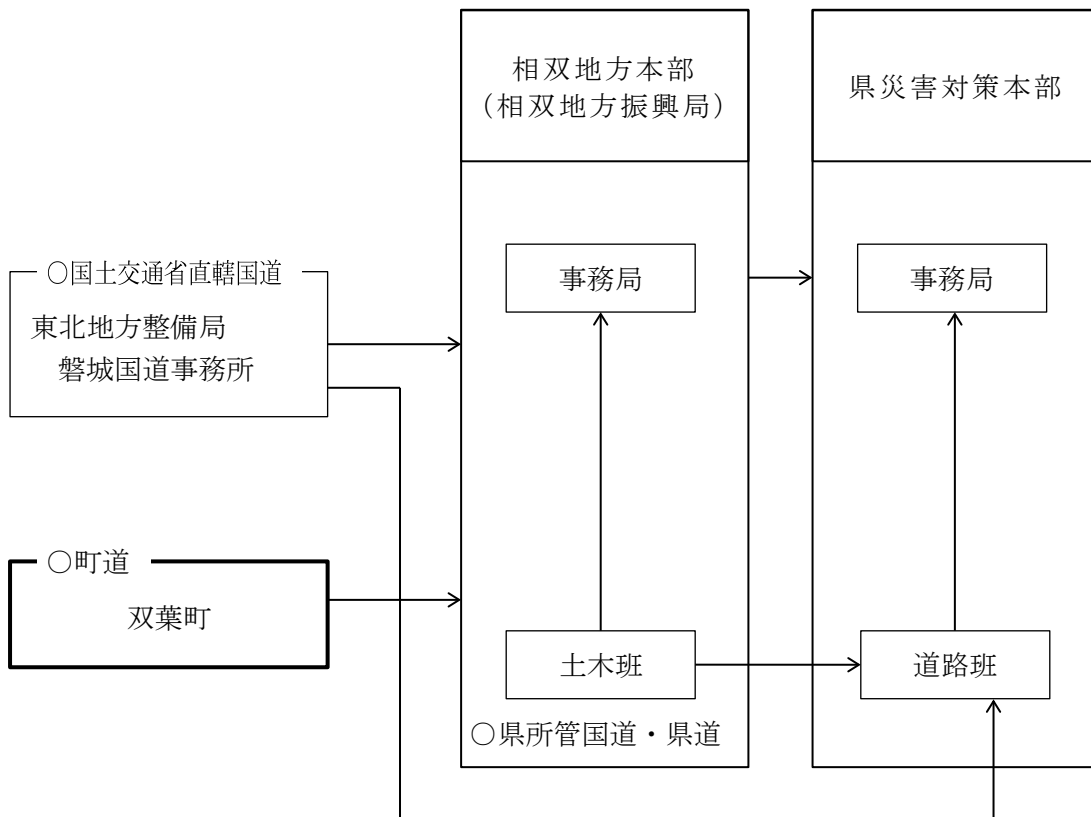 相双地方本部
(相双地方振興局)
県災害対策本部
事務局
事務局
○国土交通省直轄国道
東北地方整備局
磐城国道事務所
○町道
双葉町
土木班
道路班
○県所管国道・県道